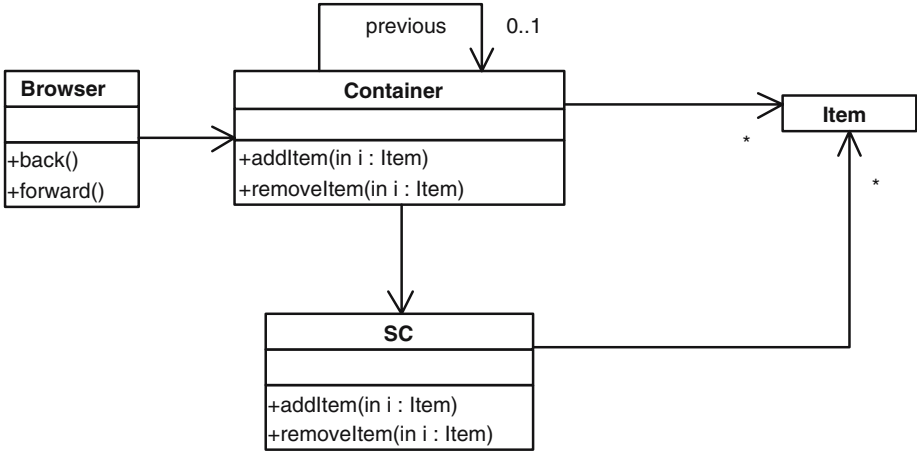 previous
0..1
Browser
+back()
+forward()
Container
+addItem(in i : Item)
+removeItem(in i : Item)
*
Item
*
SC
+addItem(in i : Item)
+removeItem(in i : Item)